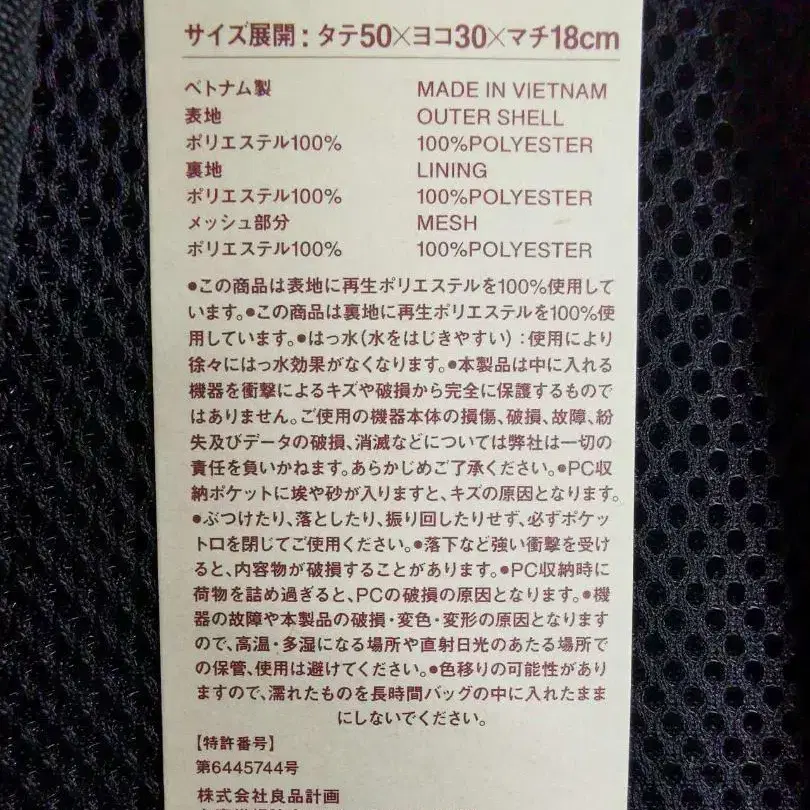 サイズ展開:タテ50×ヨコ30×マチ18cm
ベトナム製 MADE IN VIETNAM
表地 OUTER SHELL
ポリエステル100% 100%POLYESTER
裏地 LINING
ポリエステル100% 100%POLYESTER
メッシュ部分 MESH
ポリエステル100% 100%POLYESTER
●この商品は表地に再生ポリエステルを100%使用して
います。●この商品は裏地に再生ポリエステルを100%使
用しています。●はっ水(水をはじきやすい):使用により
徐々にはっ水効果がなくなります。●本製品は中に入れる
機器を衝撃によるキズや破損から完全に保護するもので
はありません。ご使用の機器本体の損傷、破損、故障、紛
失及びデータの破損、消滅などについては弊社は一切の
責任を負いかねます。あらかじめご了承ください。●PC収
納ポケットに埃や砂が入りますと、キズの原因となります。
●ぶつけたり、落としたり、振り回したりせず、必ずポケッ
ト口を閉じてご使用ください。●落下など強い衝撃を受け
ると、内容物が破損することがあります。●PC収納時に
荷物を詰め過ぎると、PCの破損の原因となります。●機
器の故障や本製品の破損・変色・変形の原因となります
ので、高温・多湿になる場所や直射日光のあたる場所で
の保管、使用は避けてください。●色移りの可能性があり
ますので、濡れたものを長時間バッグの中に入れたまま
にしないでください。
【特許番号】
第6445744号
株式会社良品計画